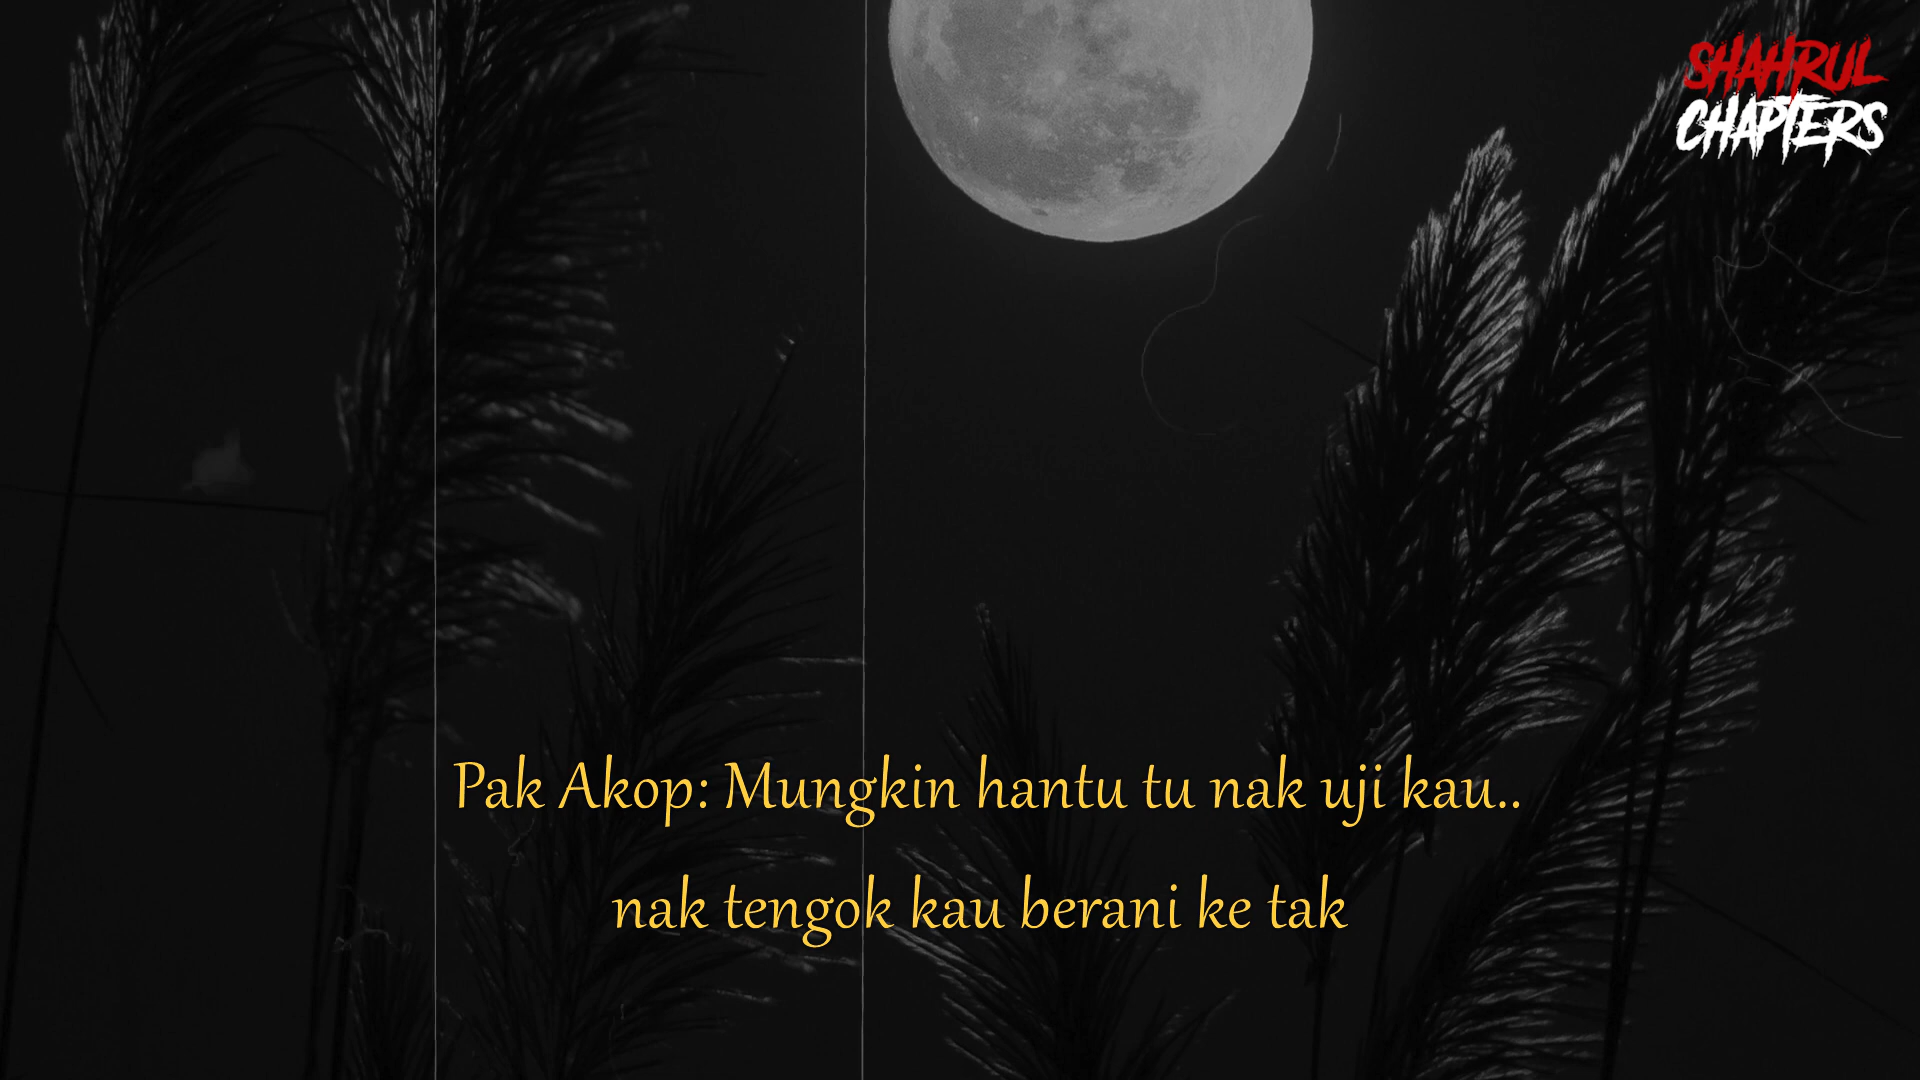 SHAHRUL
CHAPTERS
Pak Akop: Mungkin hantu tu nak uji kau..
nak tengok kau berani ke tak